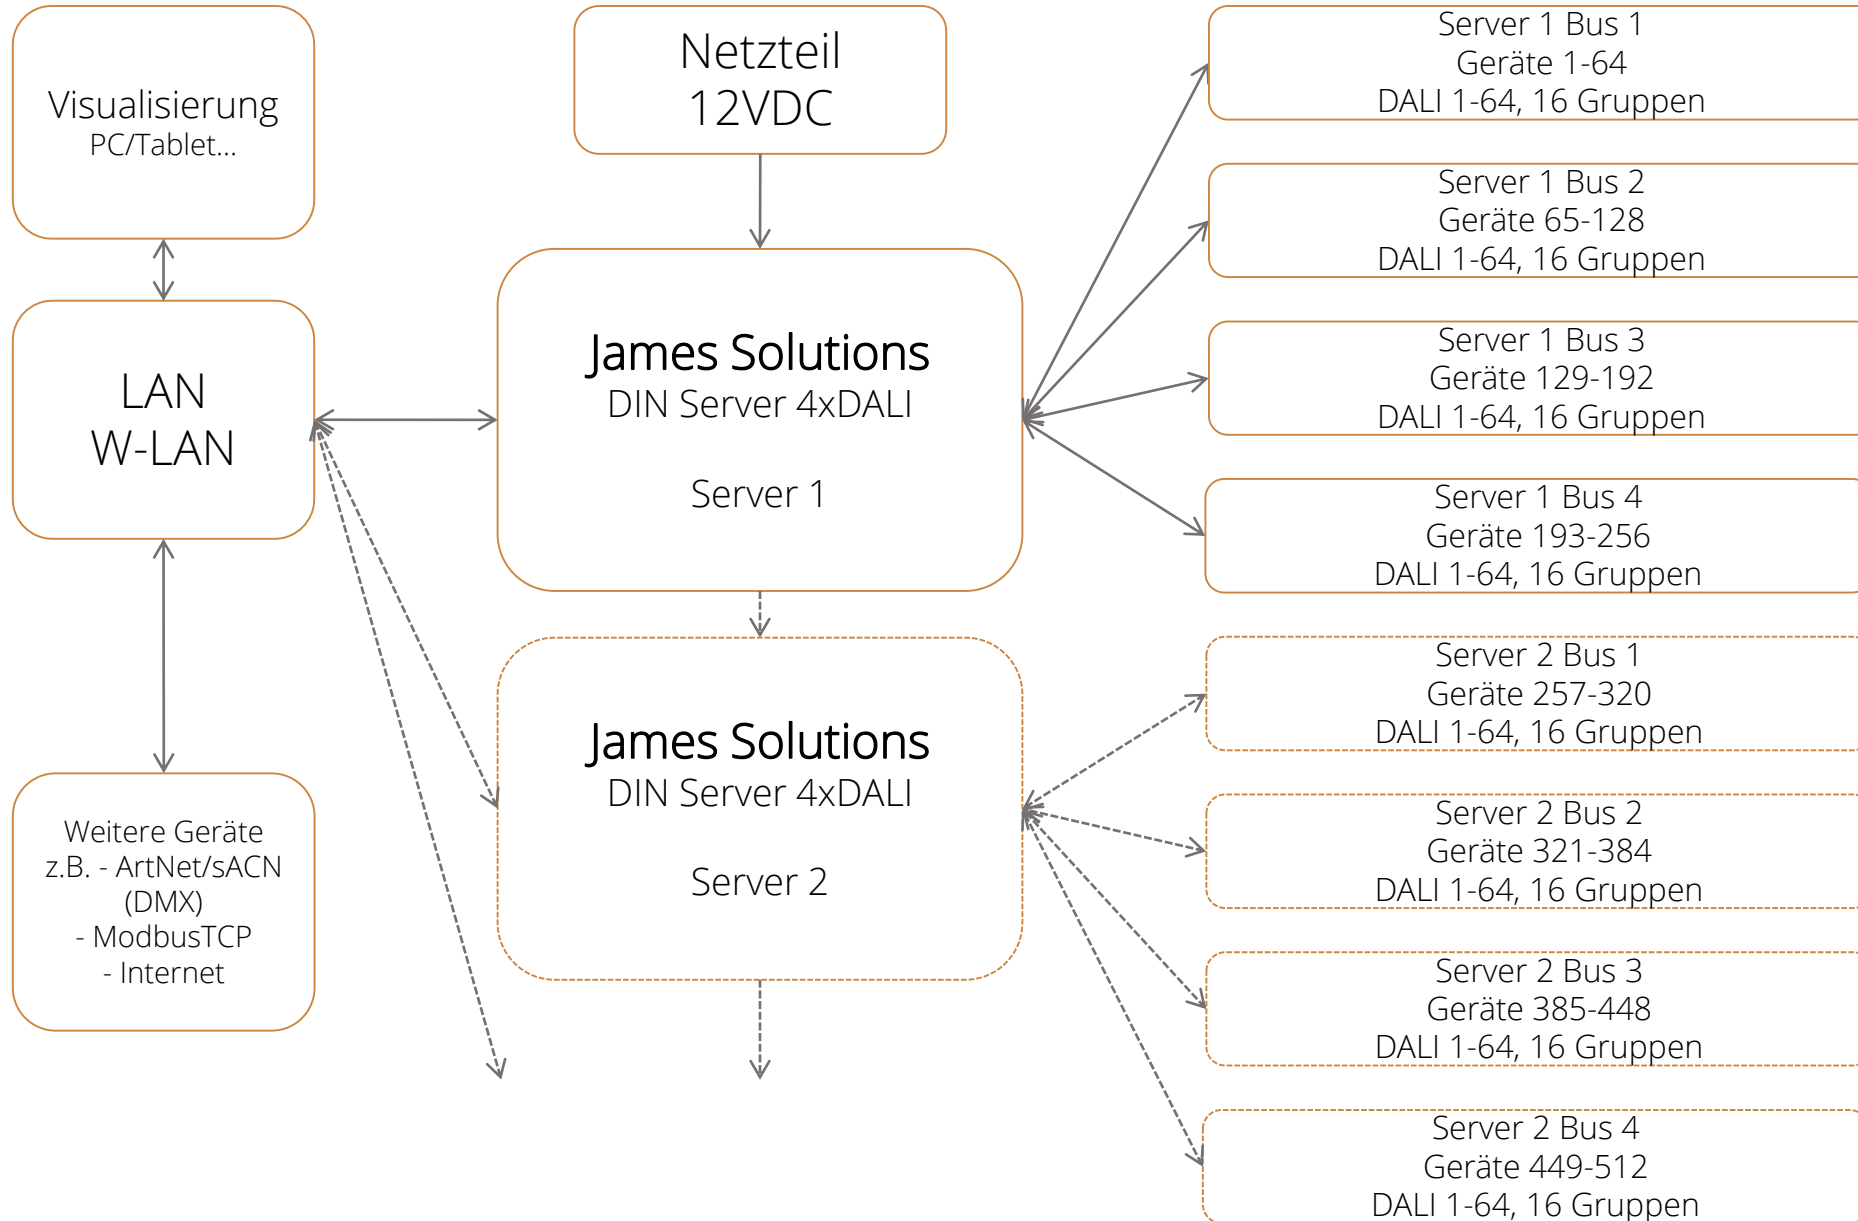 Visualisierung
PC/Tablet...
LAN
W-LAN
Weitere Geräte
z.B. - ArtNet/sACN
(DMX)
- ModbusTCP
- Internet
Netzteil
12VDC
James Solutions
DIN Server 4xDALI
Server 1
James Solutions
DIN Server 4xDALI
Server 2
Server 1 Bus 1
Geräte 1-64
DALI 1-64, 16 Gruppen
Server 1 Bus 2
Geräte 65-128
DALI 1-64, 16 Gruppen
Server 1 Bus 3
Geräte 129-192
DALI 1-64, 16 Gruppen
Server 1 Bus 4
Geräte 193-256
DALI 1-64, 16 Gruppen
Server 2 Bus 1
Geräte 257-320
DALI 1-64, 16 Gruppen
Server 2 Bus 2
Geräte 321-384
DALI 1-64, 16 Gruppen
Server 2 Bus 3
Geräte 385-448
DALI 1-64, 16 Gruppen
Server 2 Bus 4
Geräte 449-512
DALI 1-64, 16 Gruppen